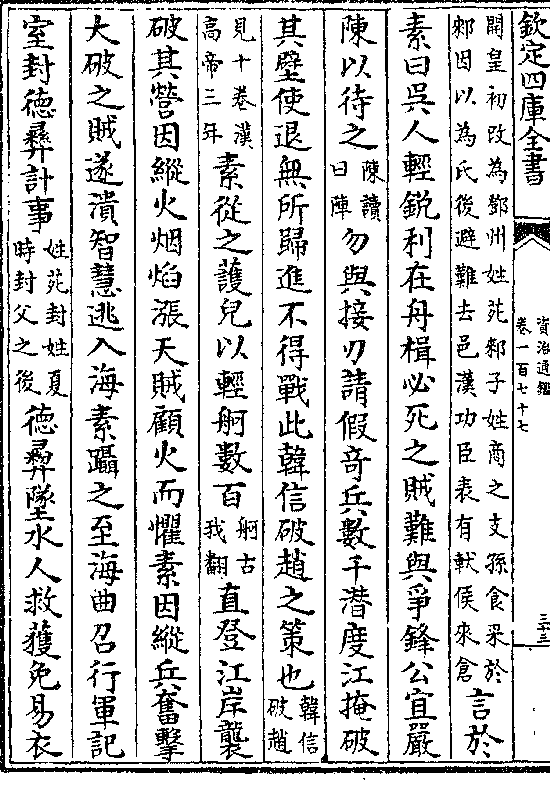 欽定四庫全書
資治通鑑
卷一百七十七
三三
開皇初改為鄧州姓苑郲子姓商之支孫食采於
郲因以為氏後避難去邑漢功臣表有軑侯來倉
言於
素曰吳人輕銳利在舟楫必死之賊難與爭鋒公宜嚴
陳以待之
陳讀
曰陣
勿與接刃請假竒兵數千潛度江掩破
其壁使退無所歸進不得戰此韓信破趙之策也
韓信
破趙
見十卷漢
高帝三年
素從之護兒以輕舸數百
舸古
我翻
直登江岸襲
破其營因縱火烟焰漲天賊顧火而懼素因縱兵奮擊
大破之賊遂潰智慧逃入海素躡之至海曲召行軍記
室封徳彞計事
姓苑封姓夏
時封父之後
徳彞墜水人救獲免易衣